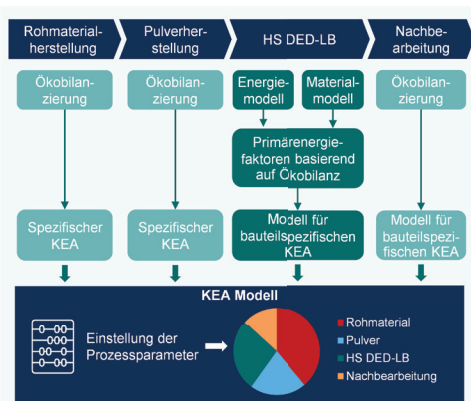 Rohmaterial-
herstellung
Pulverher-
stellung
HS DED-LB
Nachbe-
arbeitung
Ökobilan-
zierung
Ökobilan-
zierung
Energie-
modell
Material-
modell
Ökobilan-
zierung
Primärenergie-
faktoren basierend
auf Ökobilanz
Spezifischer
KEA
Spezifischer
KEA
Modell für
bauteilspezifischen
KEA
Modell für
bauteilspezi-
fischen KEA
KEA Modell
Einstellung der
Prozessparameter
Rohmaterial
Pulver
HS DED-LB
Nachbearbeitung